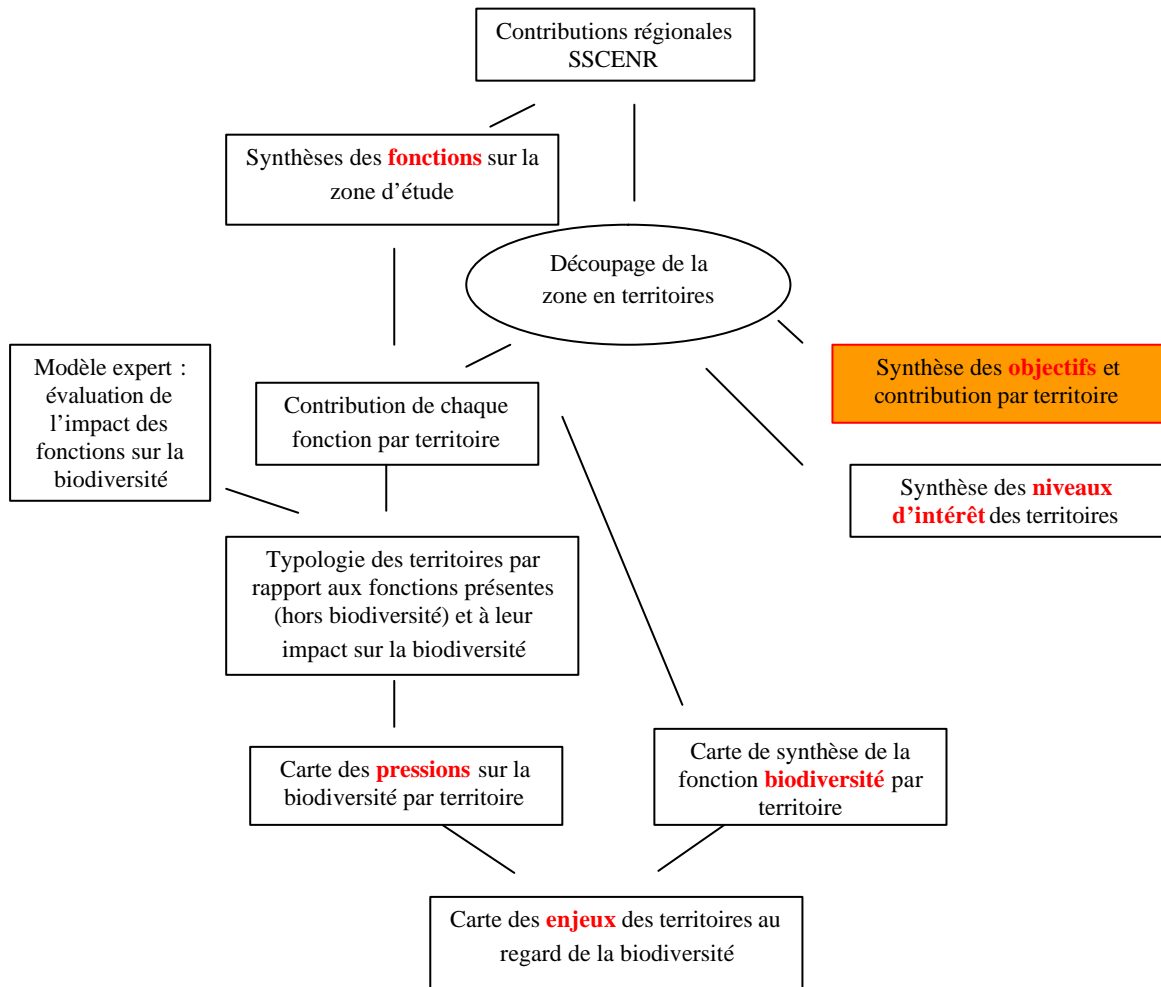 Contributions régionales
SSCENR
Synthèses des fonctions sur la
zone d’étude
Découpage de la
zone en territoires
Modèle expert :
évaluation de
l’impact des
fonctions sur la
biodiversité
Contribution de chaque
fonction par territoire
Synthèse des objectifs et
contribution par territoire
Synthèse des niveaux
d’intérêt des territoires
Typologie des territoires par
rapport aux fonctions présentes
(hors biodiversité) et à leur
impact sur la biodiversité
Carte des pressions sur la
biodiversité par territoire
Carte de synthèse de la
fonction biodiversité par
territoire
Carte des enjeux des territoires au
regard de la biodiversité